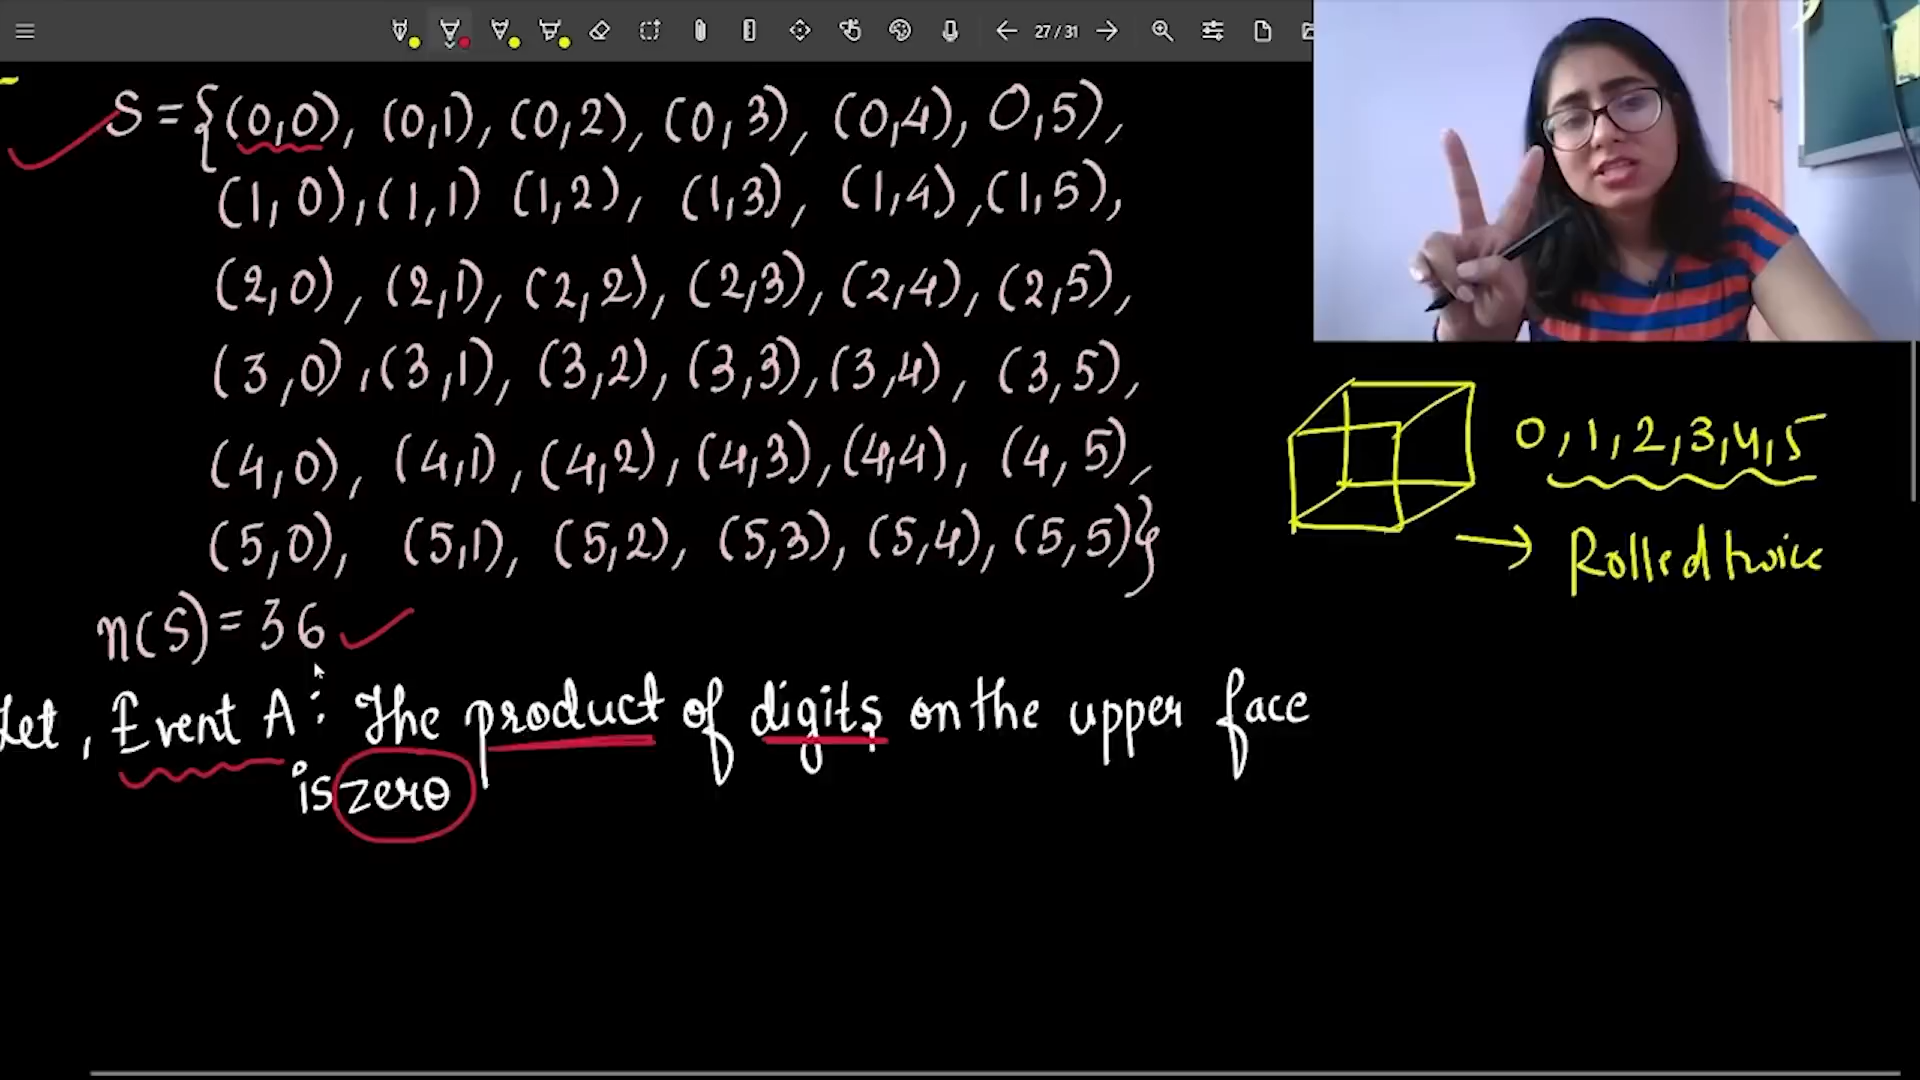 27/31
S = {(0,0), (0,1), (0,2), (0,3), (0,4), 0,5),
(1,0), (1,1) (1,2), (1,3), (1,4), (1,5),
(2,0), (2,1), (2,2), (2,3), (2,4), (2,5),
(3,0), (3,1), (3,2), (3,3), (3,4), (3,5),
(4,0), (4,1), (4,2), (4,3), (4,4), (4,5),
(5,0), (5,1), (5,2), (5,3), (5,4), (5,5)}
n(S) = 36
Let, Event A: The product of digits on the upper face
is zero
0,1,2,3,4,5
→ Rolled twice